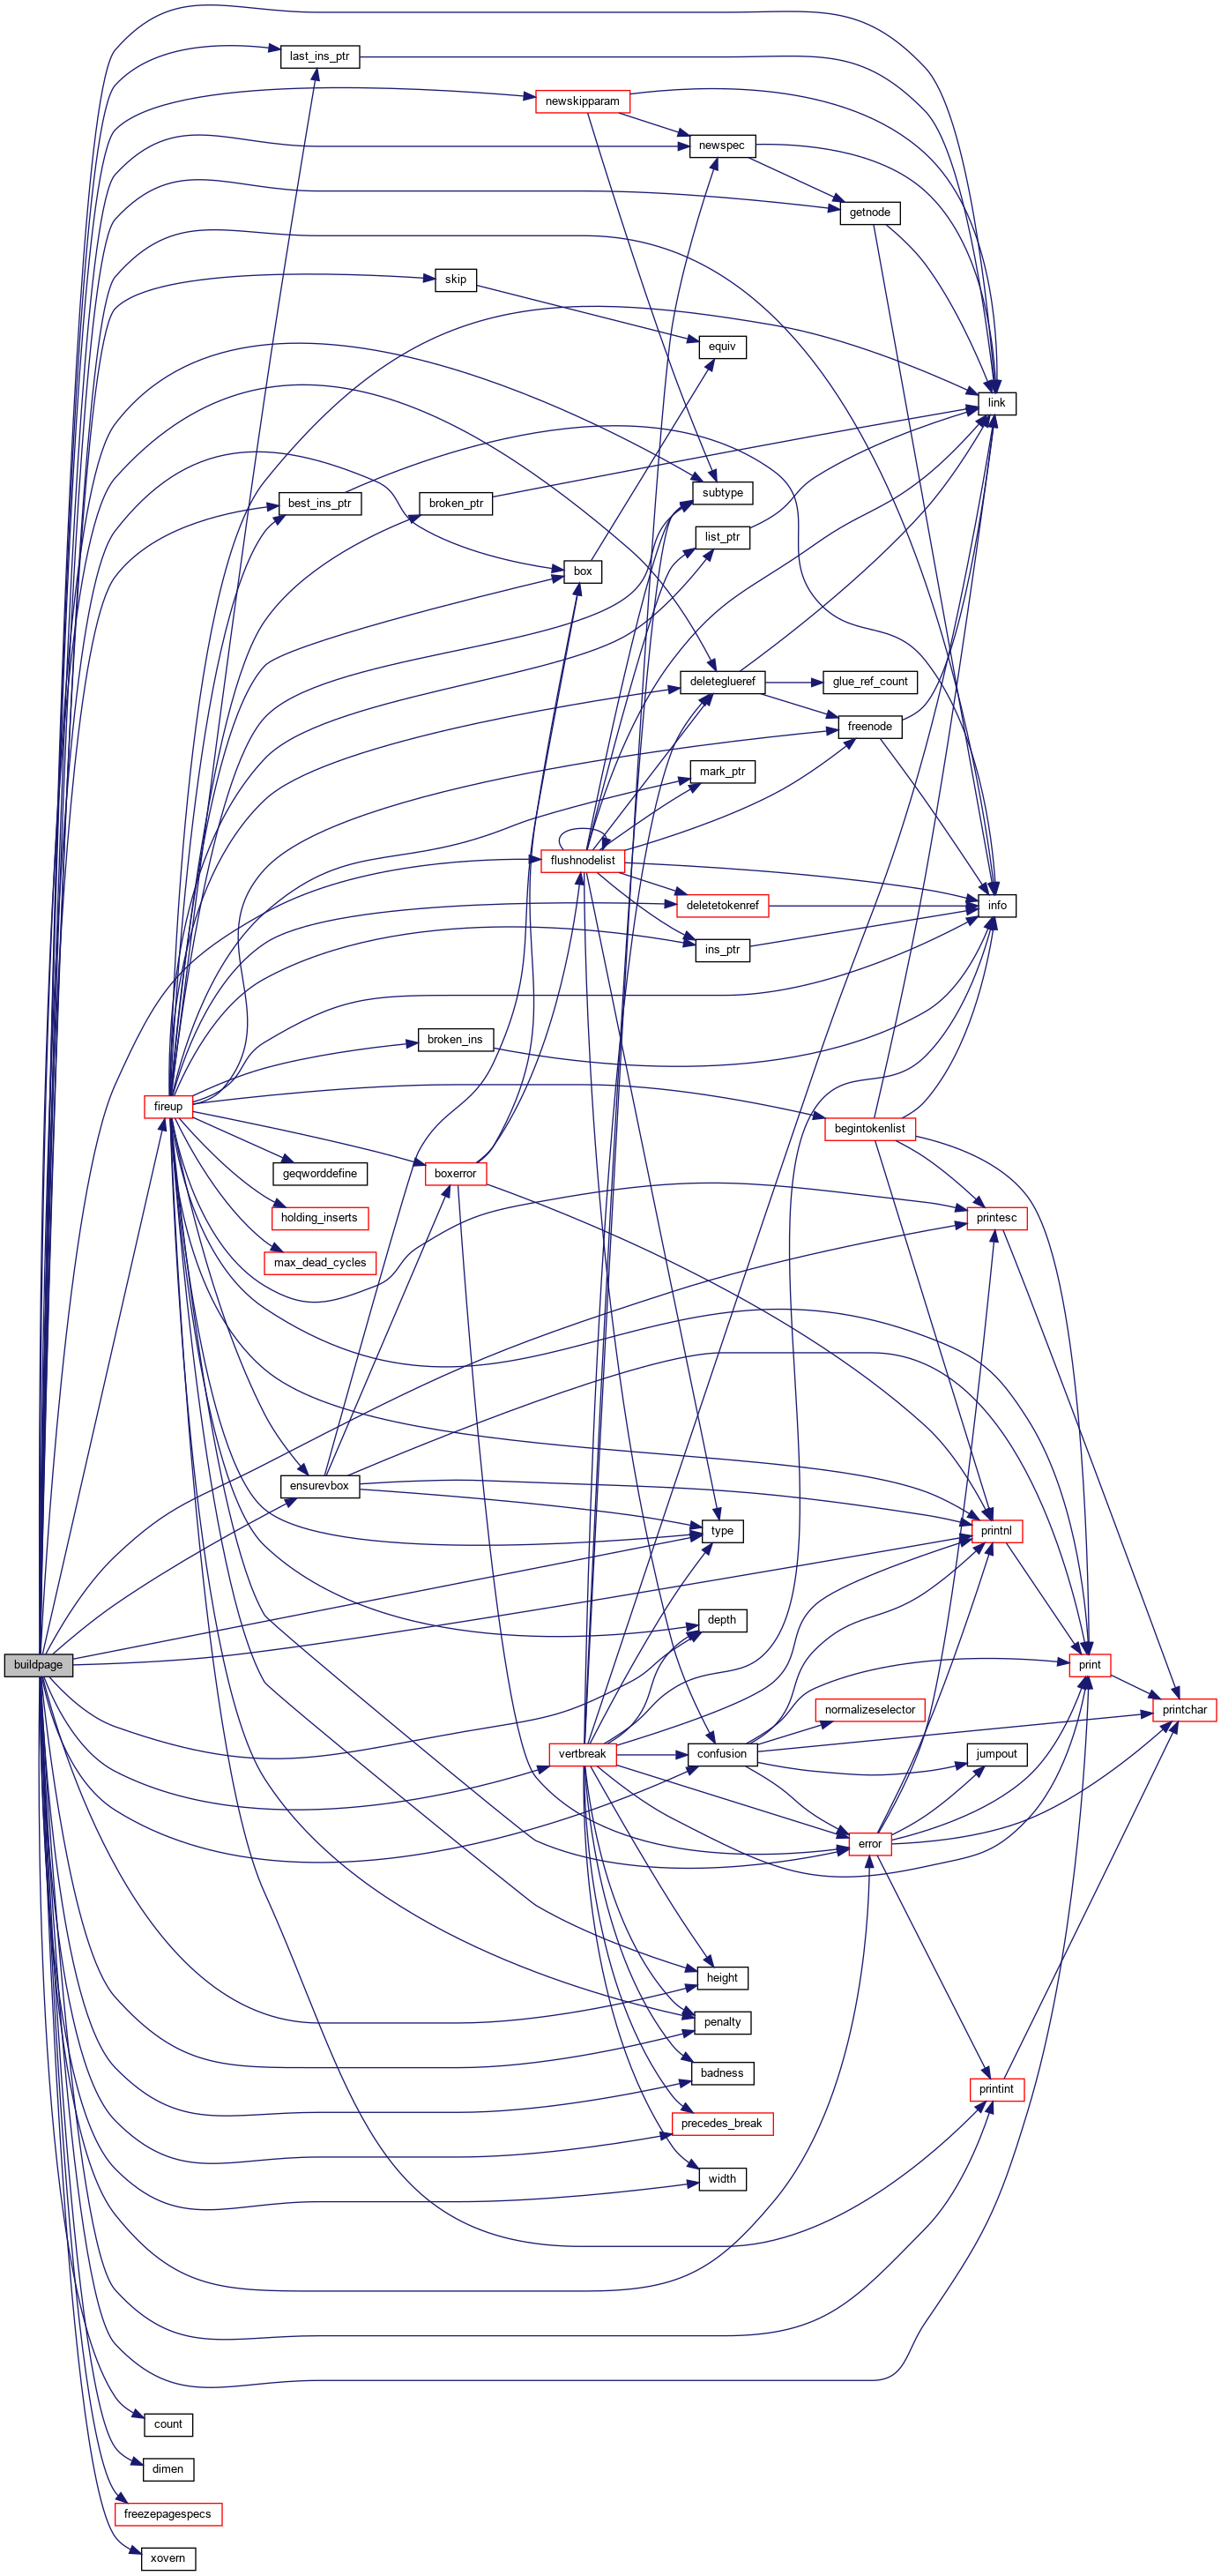 last_ins_ptr
newskipparam
newspec
getnode
skip
equiv
link
subtype
best_ins_ptr
broken_ptr
list_ptr
box
deleteglueref
glue_ref_count
freenode
mark_ptr
flushnodelist
deletetokenref
info
ins_ptr
broken_ins
fireup
begintokenlist
geqworddefine
boxerror
holding_inserts
printesc
max_dead_cycles
ensurevbox
type
printnl
depth
buildpage
print
normalizeselector
printchar
vertbreak
confusion
jumpout
error
height
penalty
badness
printint
precedes_break
width
count
dimen
freezepagespecs
xovern